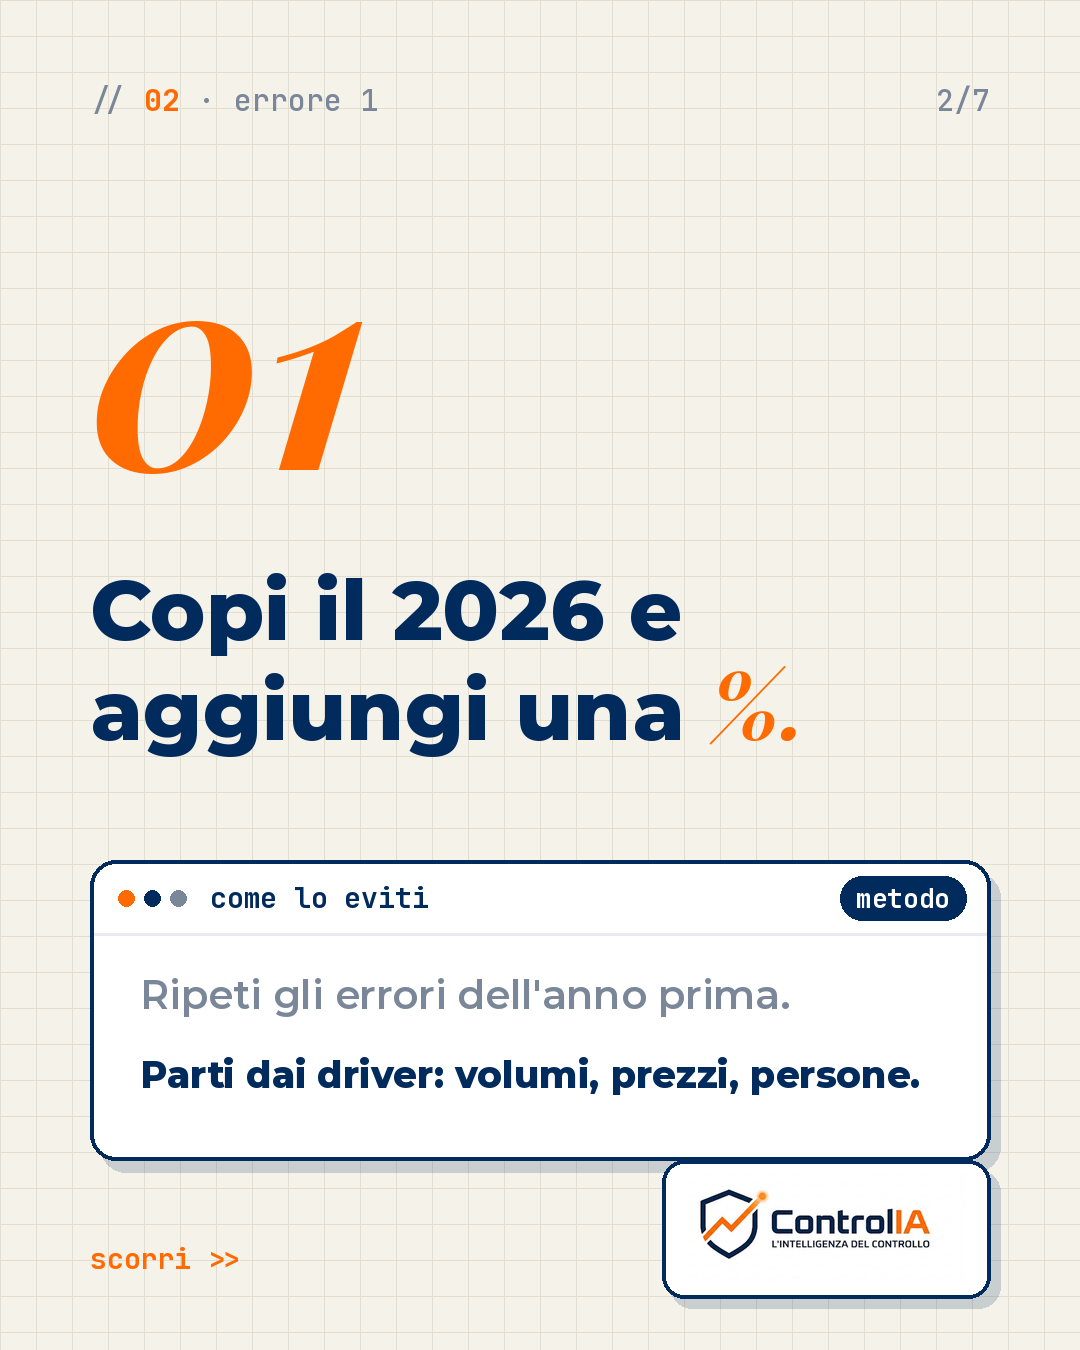 // 02 · errore 1
2/7
01
Copi il 2026 e
aggiungi una %.
come lo eviti
metodo
Ripeti gli errori dell'anno prima.
Parti dai driver: volumi, prezzi, persone.
ControlIA
L'INTELLIGENZA DEL CONTROLLO
scorri >>